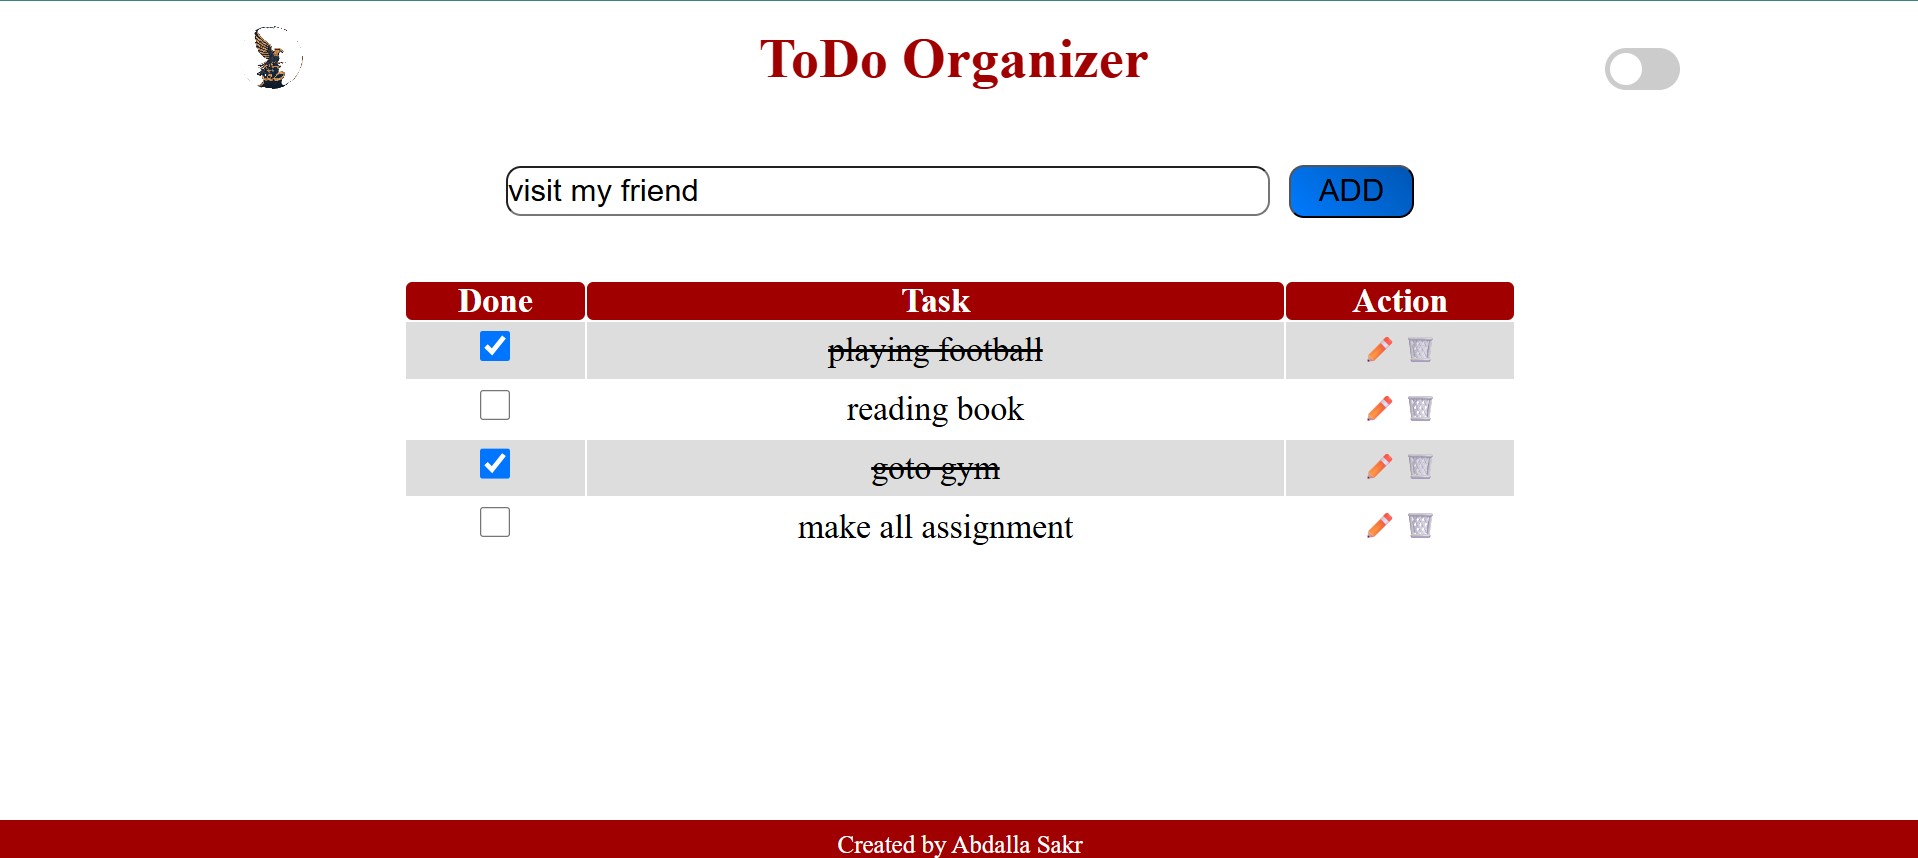 ToDo Organizer
visit my friend
ADD
Done Task Action
playing football
reading book
goto gym
make all assignment
Created by Abdalla Sakr